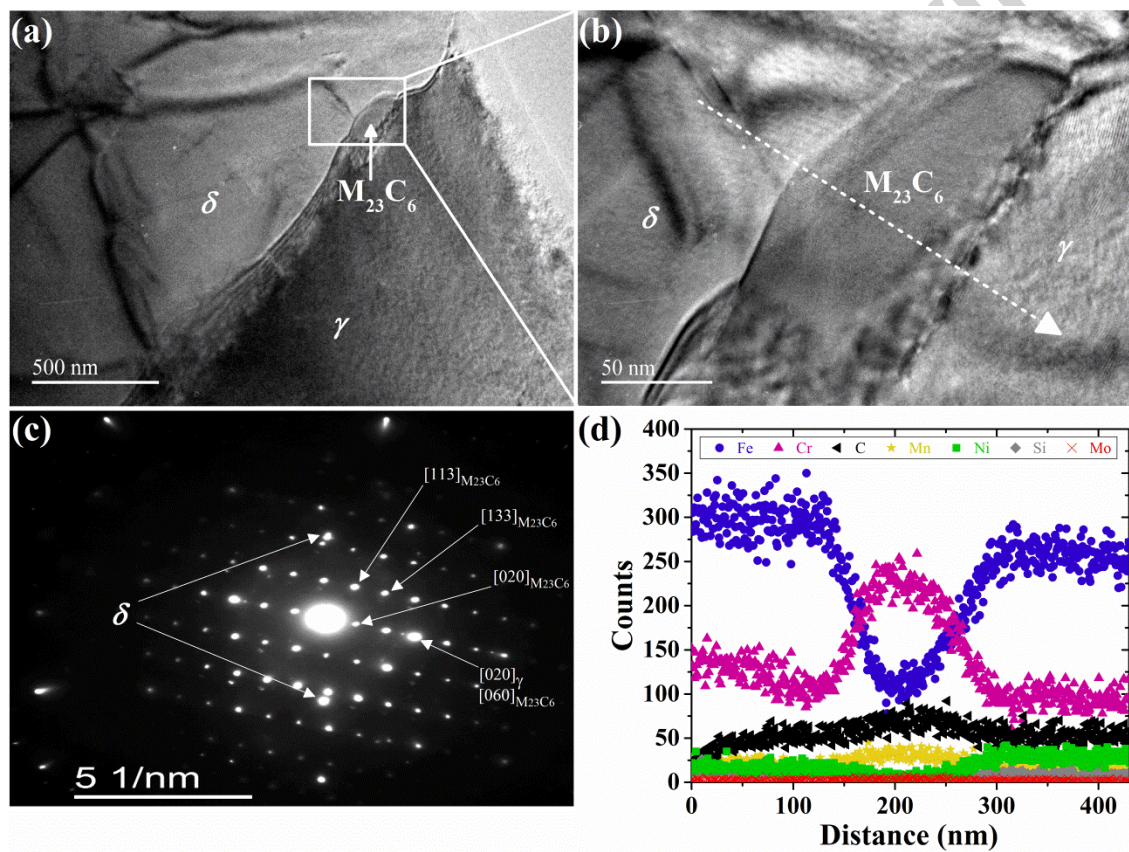 (a)
δ
M23C6
γ
500 nm
(b)
δ
M23C6
γ
50 nm
(c)
[113]M23C6
[133]M23C6
[020]M23C6
δ
[020]γ
[060]M23C6
5 1/nm
(d)
Fe Cr C Mn Ni Si Mo
400
350
300
250
200
150
100
50
0
Counts
0 100 200 300 400
Distance (nm)